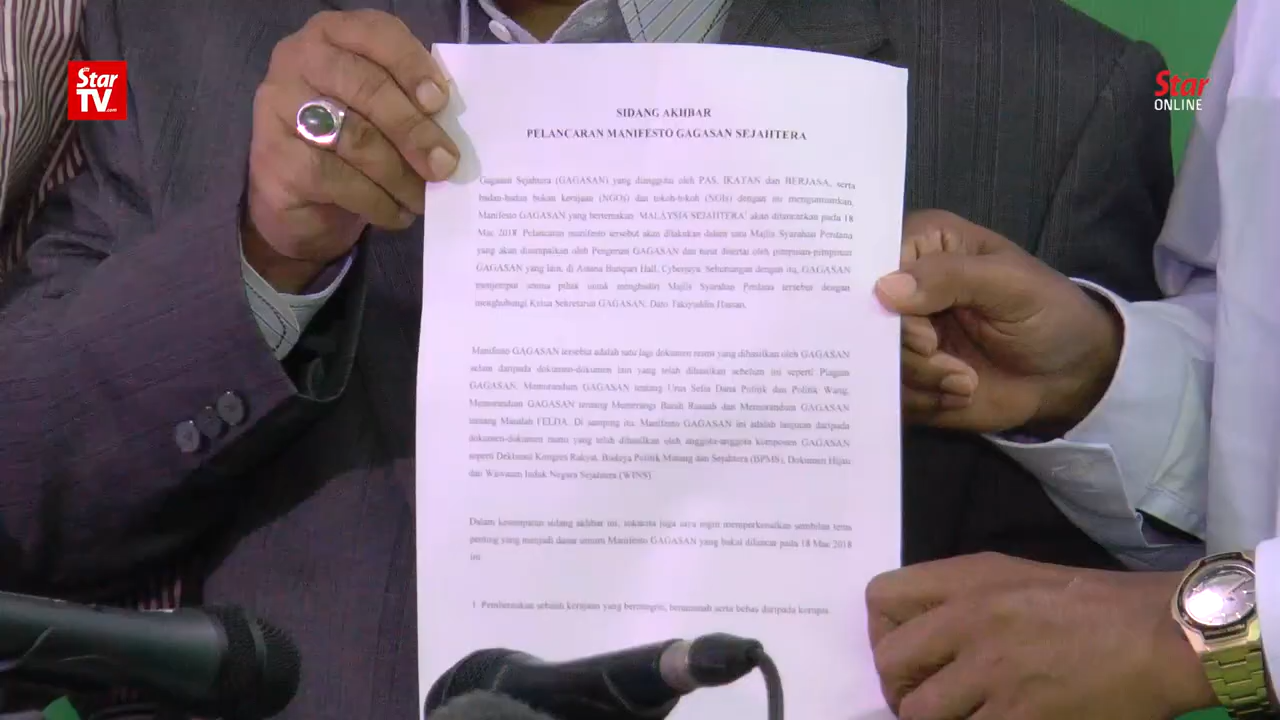 Star
TV.com
Star
ONLINE
SIDANG AKHBAR
PELANCARAN MANIFESTO GAGASAN SEJAHTERA
Gagasan Sejahtera (GAGASAN) yang dianggotai oleh PAS, IKATAN dan BERJASA, serta
badan-badan bukan kerajaan (NGOs) dan tokoh-tokoh (NGIs) dengan ini mengumumkan,
Manifesto GAGASAN yang bertemakan 'MALAYSIA SEJAHTERA' akan dilancarkan pada 18
Mac 2018. Pelancaran manifesto tersebut akan dilakukan dalam satu Majlis Syarahan Perdana
yang akan disampaikan oleh Pengerusi GAGASAN dan turut disertai oleh pimpinan-pimpinan
GAGASAN yang lain, di Astana Banquet Hall, Cyberjaya. Sehubungan dengan itu, GAGASAN
menjemput semua pihak untuk menghadiri Majlis Syarahan Perdana tersebut dengan
menghubungi Ketua Sekretariat GAGASAN, Dato Takiyuddin Hassan.
Manifesto GAGASAN tersebut adalah satu lagi dokumen rasmi yang dihasilkan oleh GAGASAN
selain daripada dokumen-dokumen lain yang telah dihasilkan sebelum ini seperti Piagam
GAGASAN, Memorandum GAGASAN tentang Urus Setia Dana Politik dan Politik Wang,
Memorandum GAGASAN tentang Memerangi Buruh Rasuah dan Memorandum GAGASAN
tentang Masalah FELDA. Di samping itu, Manifesto GAGASAN ini adalah lanjutan daripada
dokumen-dokumen utama yang telah dihasilkan oleh anggota-anggota komponen GAGASAN
seperti Deklarasi Kongres Rakyat, Budaya Politik Matang dan Sejahtera (BPMS), Dokumen Hijau
dan Wawasan Induk Negara Sejahtera (WINS).
Dalam kesempatan sidang akhbar ini, sukacita juga saya ingin memperkenalkan sembilan teras
penting yang menjadi dasar umum Manifesto GAGASAN yang bakal dilancar pada 18 Mac 2018
ini.
1. Pembentukan sebuah kerajaan yang berintegriti, beramanah serta bebas daripada korupsi.